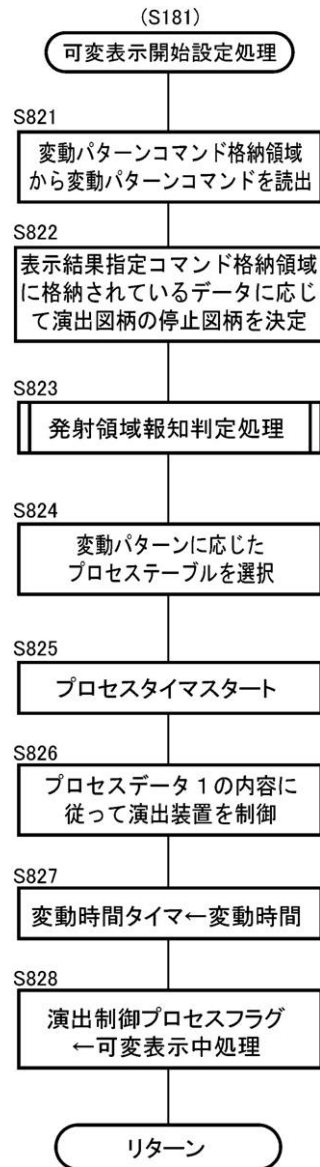 (S181)
可変表示開始設定処理
S821
変動パターンコマンド格納領域
から変動パターンコマンドを読出
S822
表示結果指定コマンド格納領域
に格納されているデータに応じ
て演出図柄の停止図柄を決定
S823
発射領域報知判定処理
S824
変動パターンに応じた
プロセステーブルを選択
S825
プロセスタイマスタート
S826
プロセスデータ1の内容に
従って演出装置を制御
S827
変動時間タイマ←変動時間
S828
演出制御プロセスフラグ
←可変表示中処理
リターン